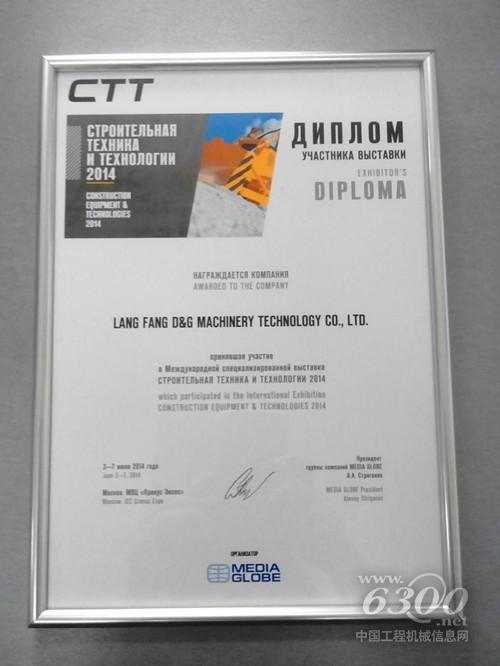 CTT
СТРОИТЕЛЬНАЯ
ТЕХНИКА
И ТЕХНОЛОГИИ
2014
CONSTRUCTION
EQUIPMENT &
TECHNOLOGIES
2014
ДИПЛОМ
УЧАСТНИКА ВЫСТАВКИ
EXHIBITOR'S
DIPLOMA
НАГРАЖДАЕТСЯ КОМПАНИЯ
AWARDED TO THE COMPANY
LANG FANG D&G MACHINERY TECHNOLOGY CO., LTD.
принявшая участие
в Международной специализированной выставке
СТРОИТЕЛЬНАЯ ТЕХНИКА И ТЕХНОЛОГИИ 2014
which participated in the International Exhibition
CONSTRUCTION EQUIPMENT & TECHNOLOGIES 2014
3–7 июня 2014 года
June 3–7, 2014
Москва, МВЦ «Крокус Экспо»
Moscow, IEC Crocus Expo
Президент
группы компаний MEDIA GLOBE
А.А. Стриганов
MEDIA GLOBE President
Alexey Striganov
ОРГАНИЗАТОР
MEDIA
GLOBE
www.
6300
.net
中国工程机械信息网